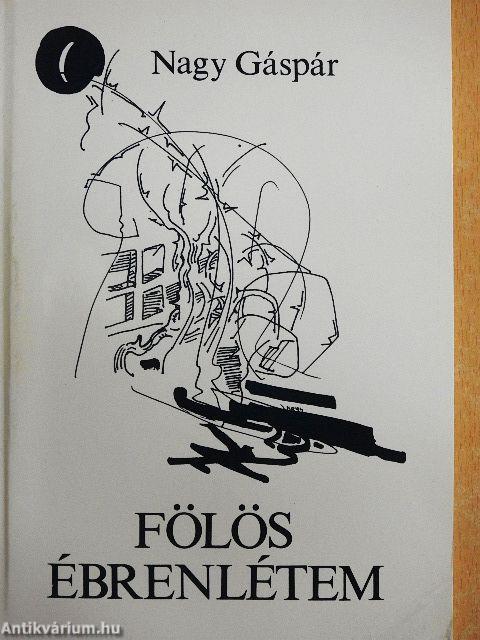 Nagy Gáspár
FÖLÖS
ÉBRENLÉTEM
Antikvárium.hu